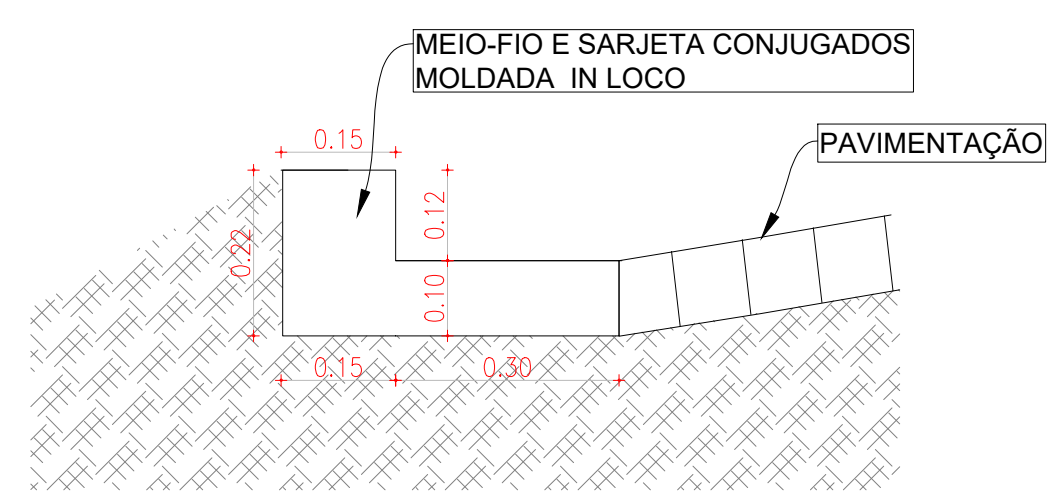 MEIO-FIO E SARJETA CONJUGADOS
MOLDADA IN LOCO
PAVIMENTAÇÃO
0.15
0.12
0.22
0.10
0.15
0.30